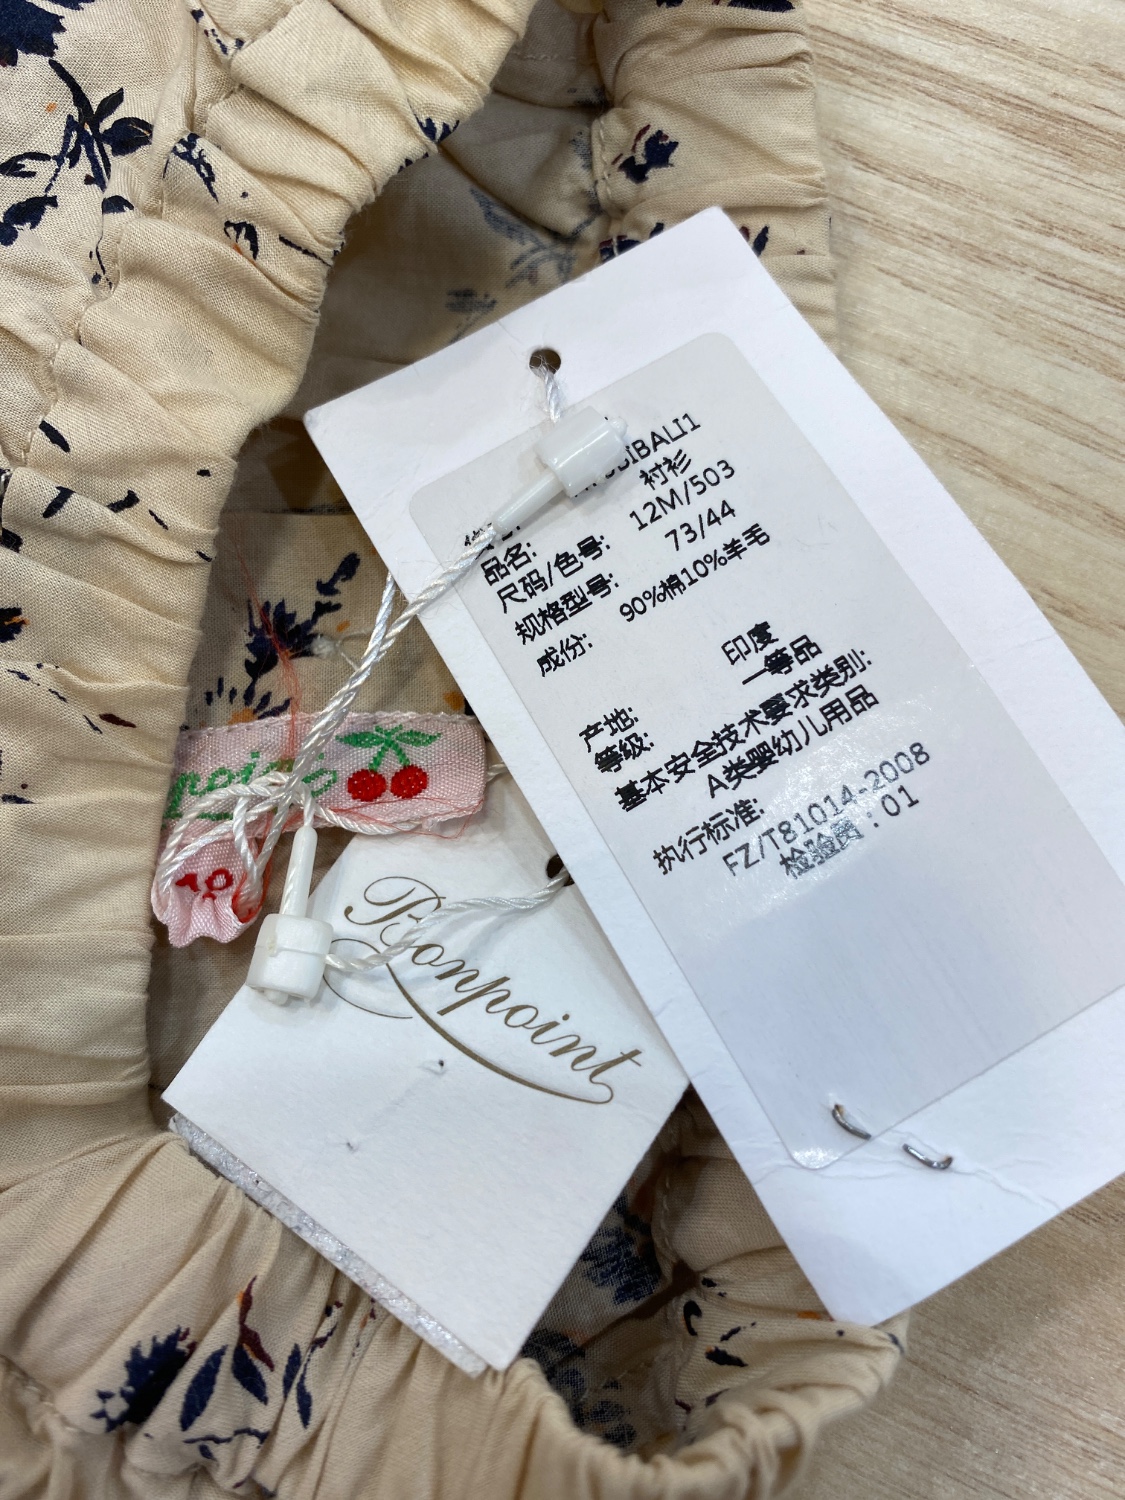 BALI1
品名: 衬衫
尺码/色号: 12M/503
规格型号: 73/44
成份: 90%棉10%羊毛
产地: 印度
等级: 一等品
基本安全技术要求类别:
A类婴幼儿用品
执行标准:
FZ/T81014-2008
检验员：01
Bonpoint